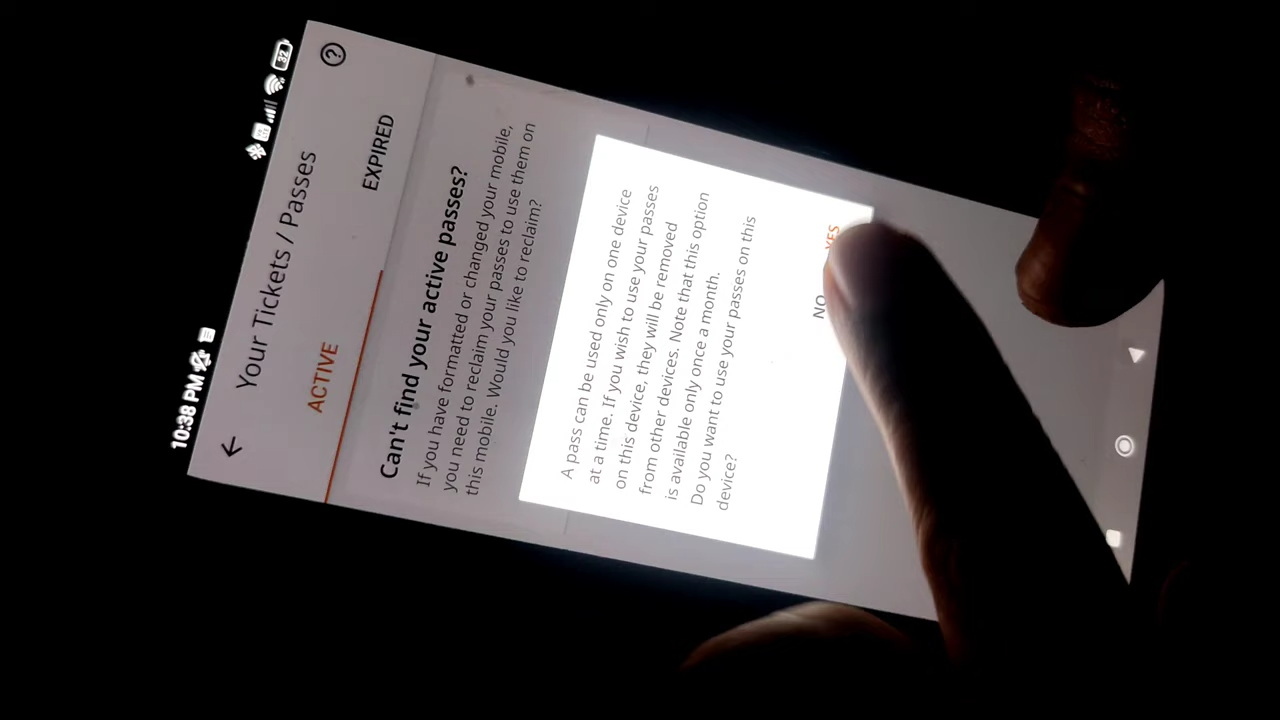 10:38 PM
32
Your Tickets / Passes
ACTIVE
EXPIRED
Can't find your active passes?
If you have formatted or changed your mobile,
you need to reclaim your passes to use them on
this mobile. Would you like to reclaim?
A pass can be used only on one device
at a time. If you wish to use your passes
on this device, they will be removed
from other devices. Note that this option
is available only once a month.
Do you want to use your passes on this
device?
NO
YES